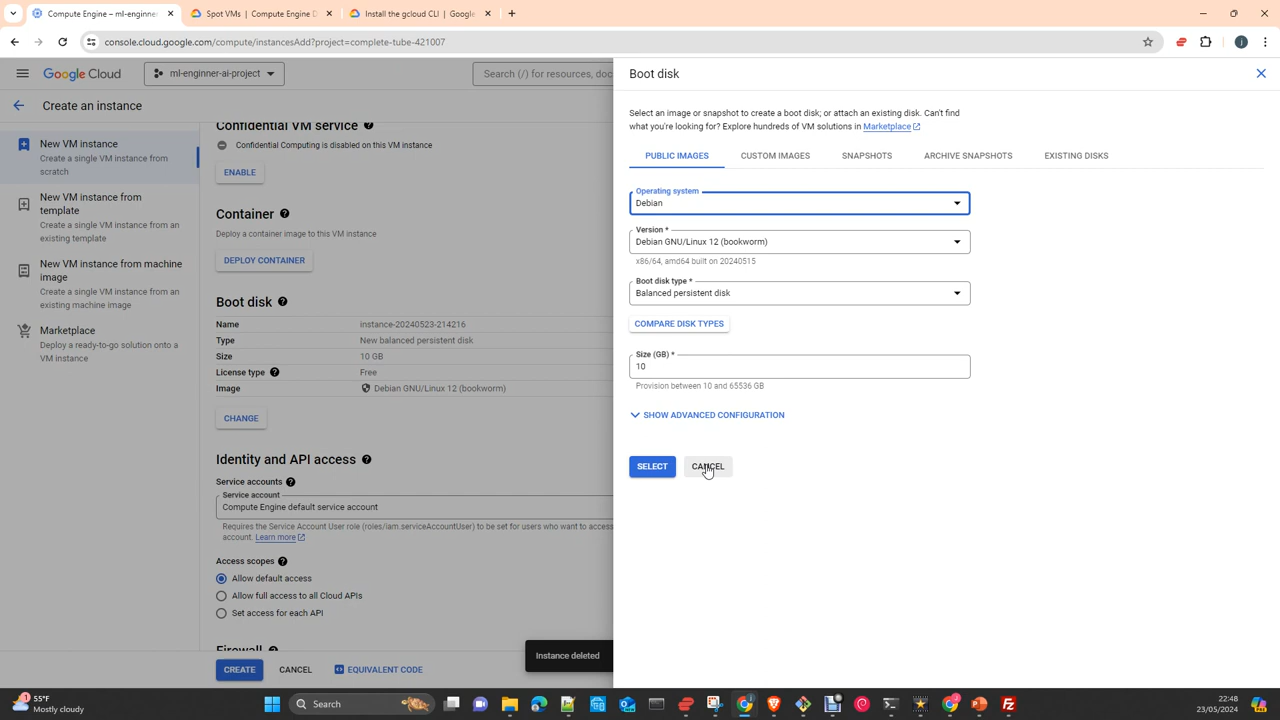 Compute Engine – ml-enginner
Spot VMs | Compute Engine D
Install the gcloud CLI | Google
console.cloud.google.com/compute/instancesAdd?project=complete-tube-421007
Google Cloud
ml-enginner-ai-project
Search (/) for resources, doc
Create an instance
New VM instance
Create a single VM instance from
scratch
New VM instance from
template
Create a single VM instance from
an existing template
New VM instance from machine
image
Create a single VM instance from
an existing machine image
Marketplace
Deploy a ready-to-go solution onto a
VM instance
Confidential VM service
Confidential Computing is disabled on this VM instance
ENABLE
Container
Deploy a container image to this VM instance
DEPLOY CONTAINER
Boot disk
Name instance-20240523-214216
Type New balanced persistent disk
Size 10 GB
License type Free
Image Debian GNU/Linux 12 (bookworm)
CHANGE
Identity and API access
Service accounts
Service account
Compute Engine default service account
Requires the Service Account User role (roles/iam.serviceAccountUser) to be set for users who want to access
account. Learn more
Access scopes
Allow default access
Allow full access to all Cloud APIs
Set access for each API
Firewall
CREATE CANCEL EQUIVALENT CODE
Instance deleted
Boot disk
Select an image or snapshot to create a boot disk; or attach an existing disk. Can't find
what you're looking for? Explore hundreds of VM solutions in Marketplace
PUBLIC IMAGES CUSTOM IMAGES SNAPSHOTS ARCHIVE SNAPSHOTS EXISTING DISKS
Operating system
Debian
Version *
Debian GNU/Linux 12 (bookworm)
x86/64, amd64 built on 20240515
Boot disk type *
Balanced persistent disk
COMPARE DISK TYPES
Size (GB) *
10
Provision between 10 and 65536 GB
SHOW ADVANCED CONFIGURATION
SELECT CANCEL
55°F
Mostly cloudy
Search
22:48
23/05/2024